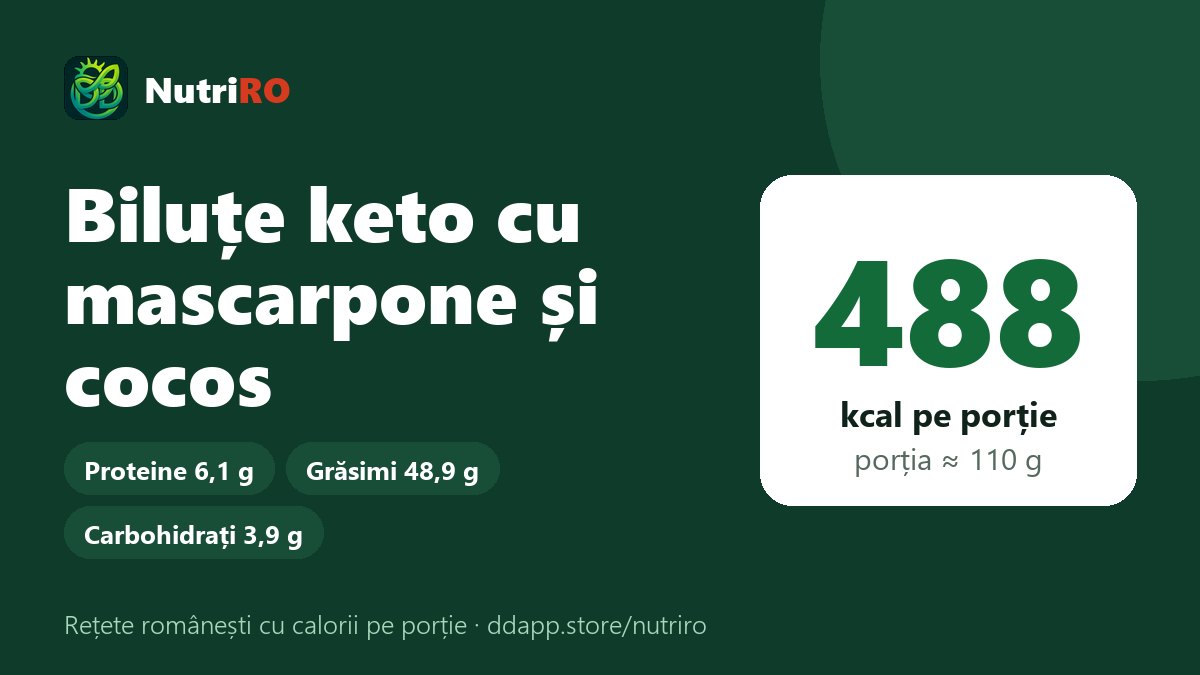 NutriRO
Biluțe keto cu
mascarpone și
cocos
Proteine 6,1 g
Grăsimi 48,9 g
Carbohidrați 3,9 g
488
kcal pe porție
porția ≈ 110 g
Rețete românești cu calorii pe porție · ddapp.store/nutriro